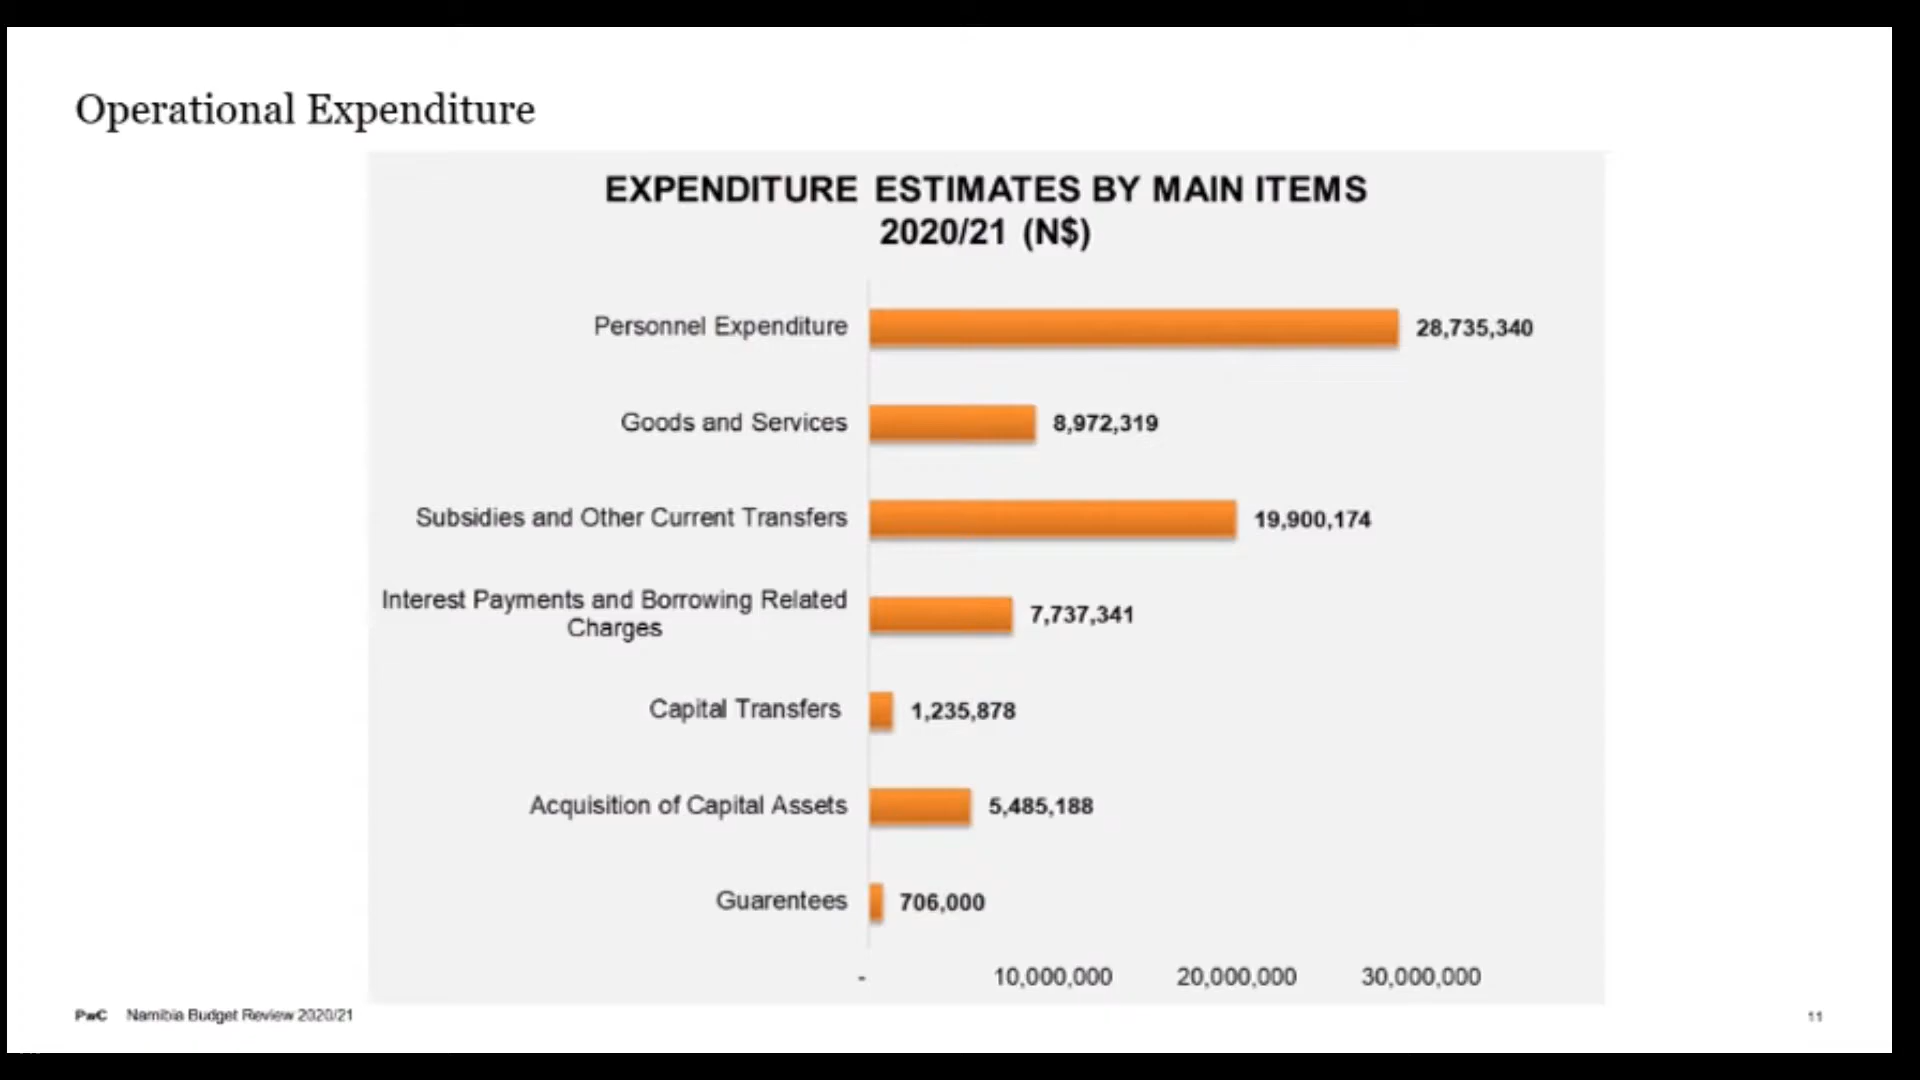 Operational Expenditure
EXPENDITURE ESTIMATES BY MAIN ITEMS
2020/21 (N$)
Personnel Expenditure
28,735,340
Goods and Services
8,972,319
Subsidies and Other Current Transfers
19,900,174
Interest Payments and Borrowing Related
Charges
7,737,341
Capital Transfers
1,235,878
Acquisition of Capital Assets
5,485,188
Guarentees
706,000
- 10,000,000 20,000,000 30,000,000
PwC Namibia Budget Review 2020/21
11